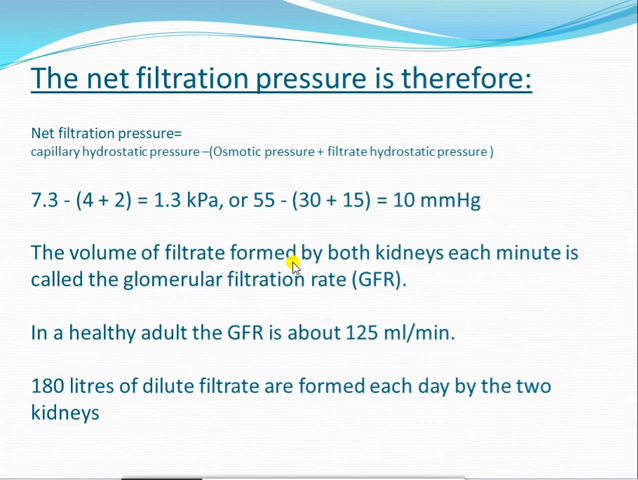 The net filtration pressure is therefore:
Net filtration pressure=
capillary hydrostatic pressure –(Osmotic pressure + filtrate hydrostatic pressure )
7.3 - (4 + 2) = 1.3 kPa, or 55 - (30 + 15) = 10 mmHg
The volume of filtrate formed by both kidneys each minute is
called the glomerular filtration rate (GFR).
In a healthy adult the GFR is about 125 ml/min.
180 litres of dilute filtrate are formed each day by the two
kidneys